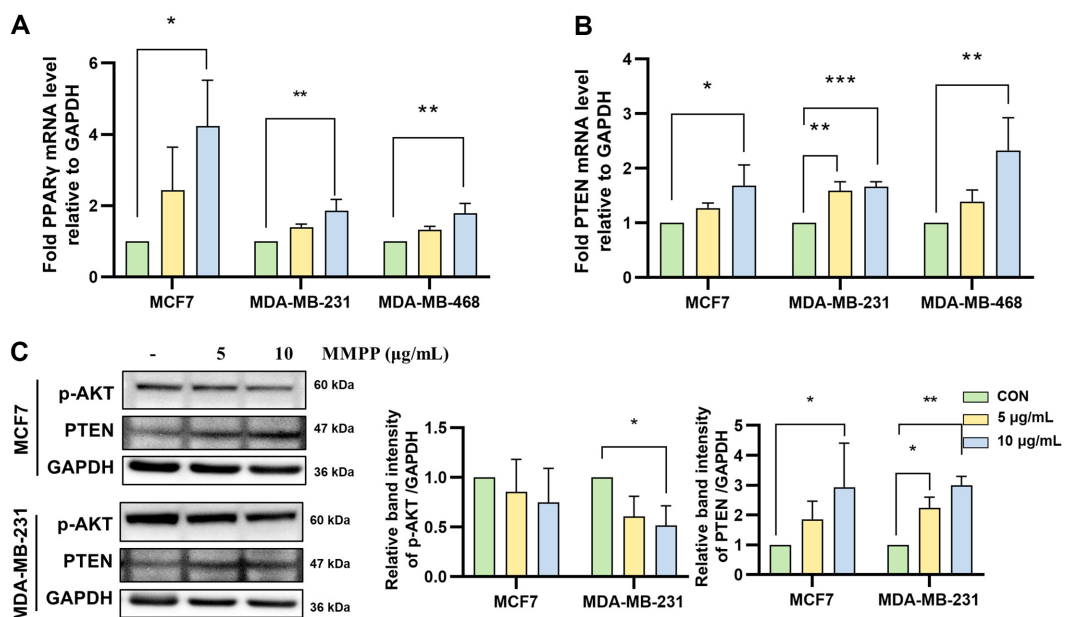 A
Fold PPARγ mRNA level
relative to GAPDH
6
4
2
0
*
**
**
MCF7
MDA-MB-231
MDA-MB-468
B
Fold PTEN mRNA level
relative to GAPDH
4
3
2
1
0
*
**
***
**
MCF7
MDA-MB-231
MDA-MB-468
C
- 5 10 MMPP (μg/mL)
MCF7
p-AKT 60 kDa
PTEN 47 kDa
GAPDH 36 kDa
MDA-MB-231
p-AKT 60 kDa
PTEN 47 kDa
GAPDH 36 kDa
Relative band intensity
of p-AKT /GAPDH
1.5
1.0
0.5
0.0
*
MCF7
MDA-MB-231
Relative band intensity
of PTEN /GAPDH
5
4
3
2
1
0
*
*
**
MCF7
MDA-MB-231
CON
5 μg/mL
10 μg/mL